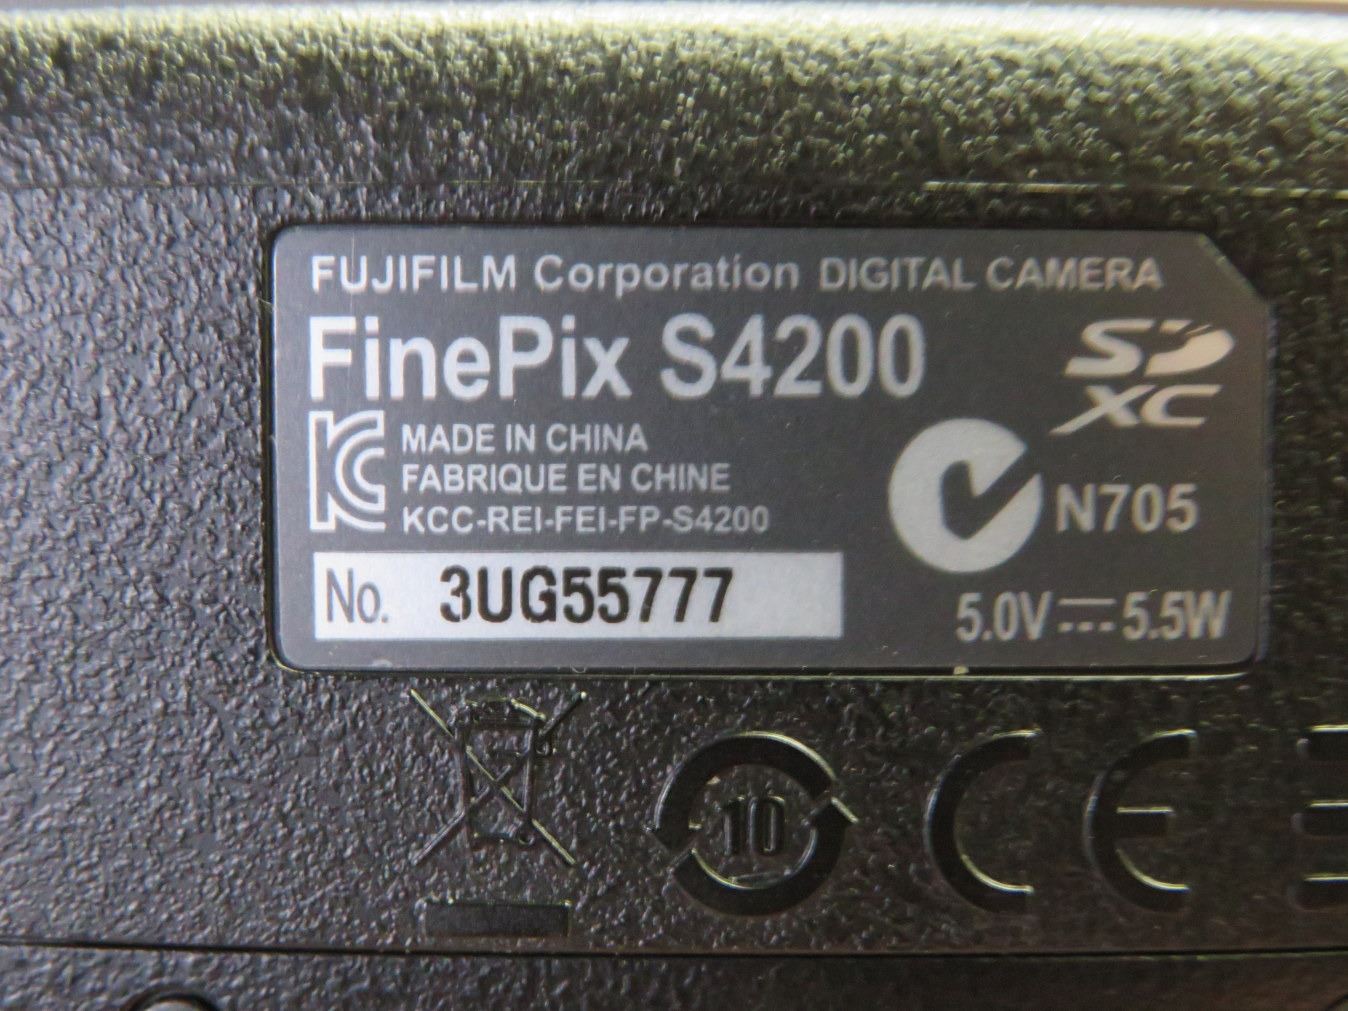 FUJIFILM Corporation DIGITAL CAMERA
FinePix S4200
SD
XC
KC
MADE IN CHINA
FABRIQUE EN CHINE
KCC-REI-FEI-FP-S4200
N705
No. 3UG55777
5.0V⎓5.5W
10
CE